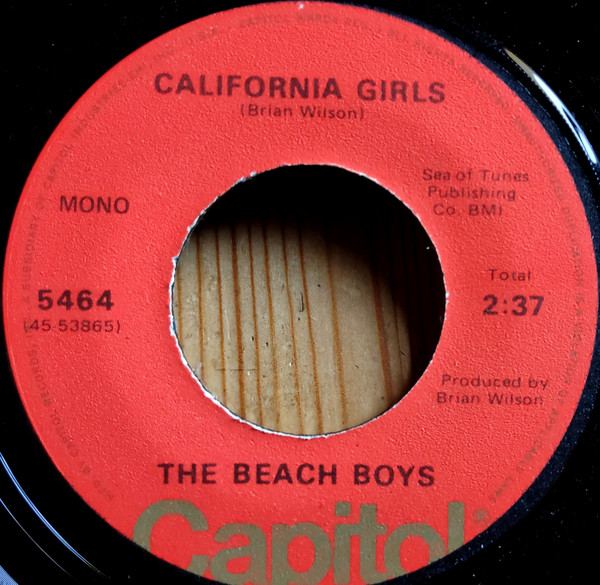 CALIFORNIA GIRLS
(Brian Wilson)
MONO
Sea of Tunes
Publishing
Co. BMI
5464
(45-53865)
Total
2:37
Produced by
Brian Wilson
THE BEACH BOYS
Capitol